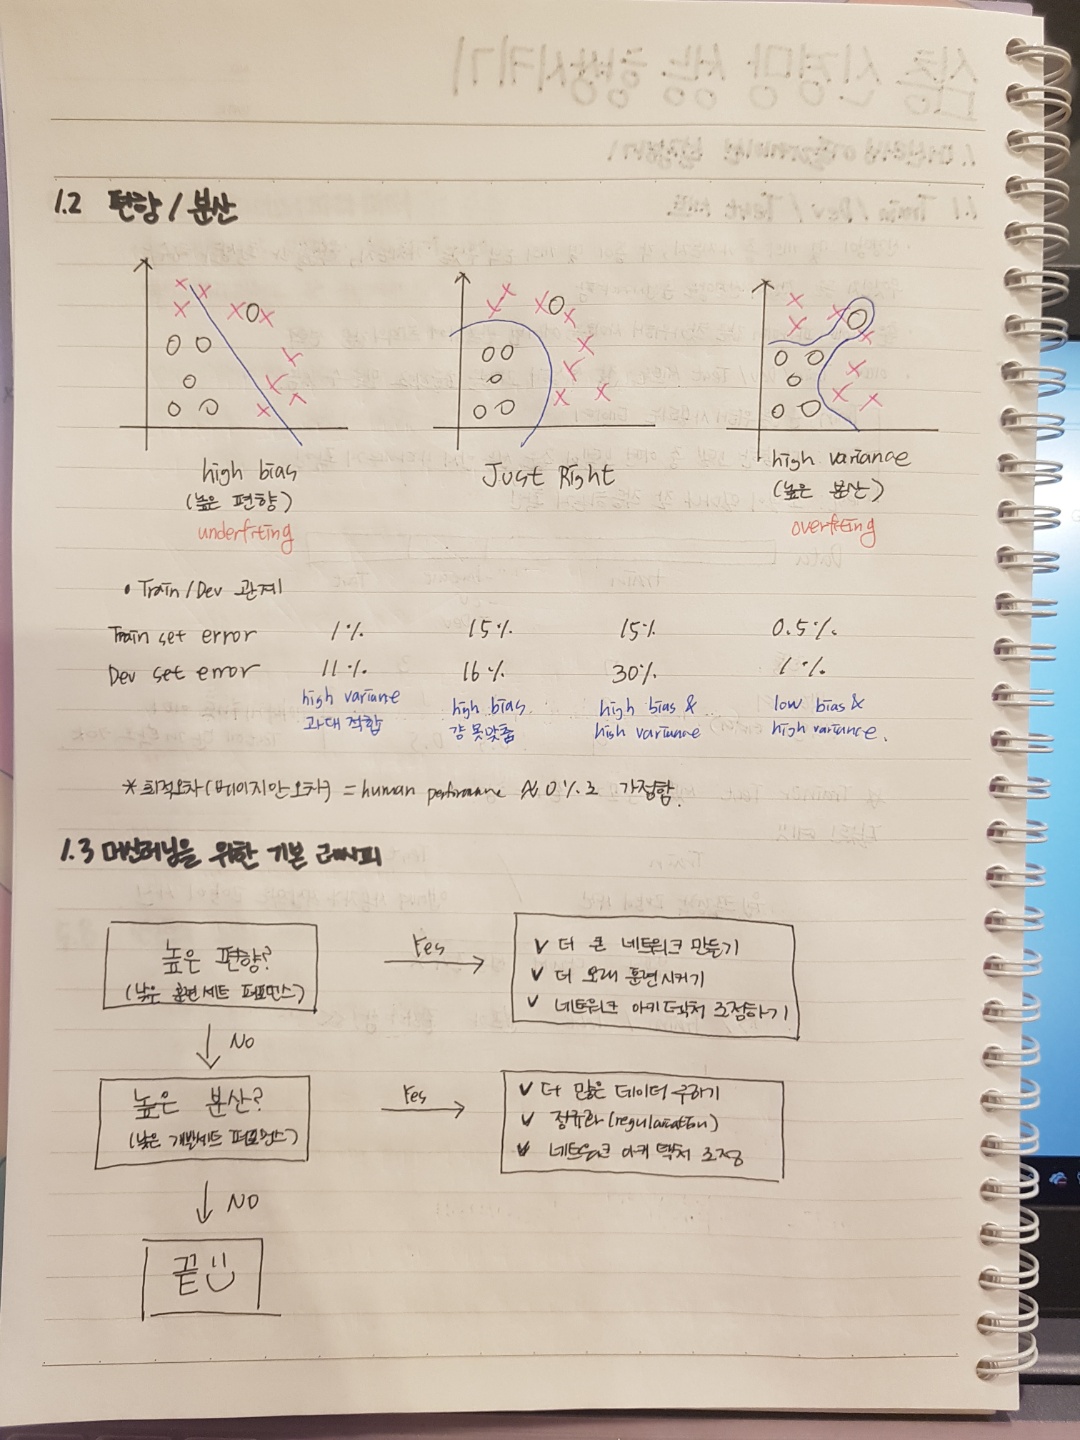 1.2 편향 / 분산
high bias
(높은 편향)
underfiting
Just Right
high variance
(높은 분산)
overfiting
• Train/Dev 관계
Train set error 1% 15% 15% 0.5%.
Dev set error 11% 16% 30% 1%
high variane
과대 적합
high bias
걍 못맞춤
high bias &
high variance
low bias &
high variance.
*최적오차(베이지안 오차) = human performance ≈ 0%로 가정함.
1.3 머신러닝을 위한 기본 레시피
높은 편향?
(낮은 훈련세트 퍼포먼스)
Yes
✓ 더 큰 네트워크 만들기
✓ 더 오래 훈련시키기
✓ 네트워크 아키텍처 조정하기
NO
높은 분산?
(낮은 개발세트 퍼포먼스)
Yes
✓ 더 많은 데이터 구하기
✓ 정규화(regularization)
✓ 네트워크 아키텍처 조정
NO
끝